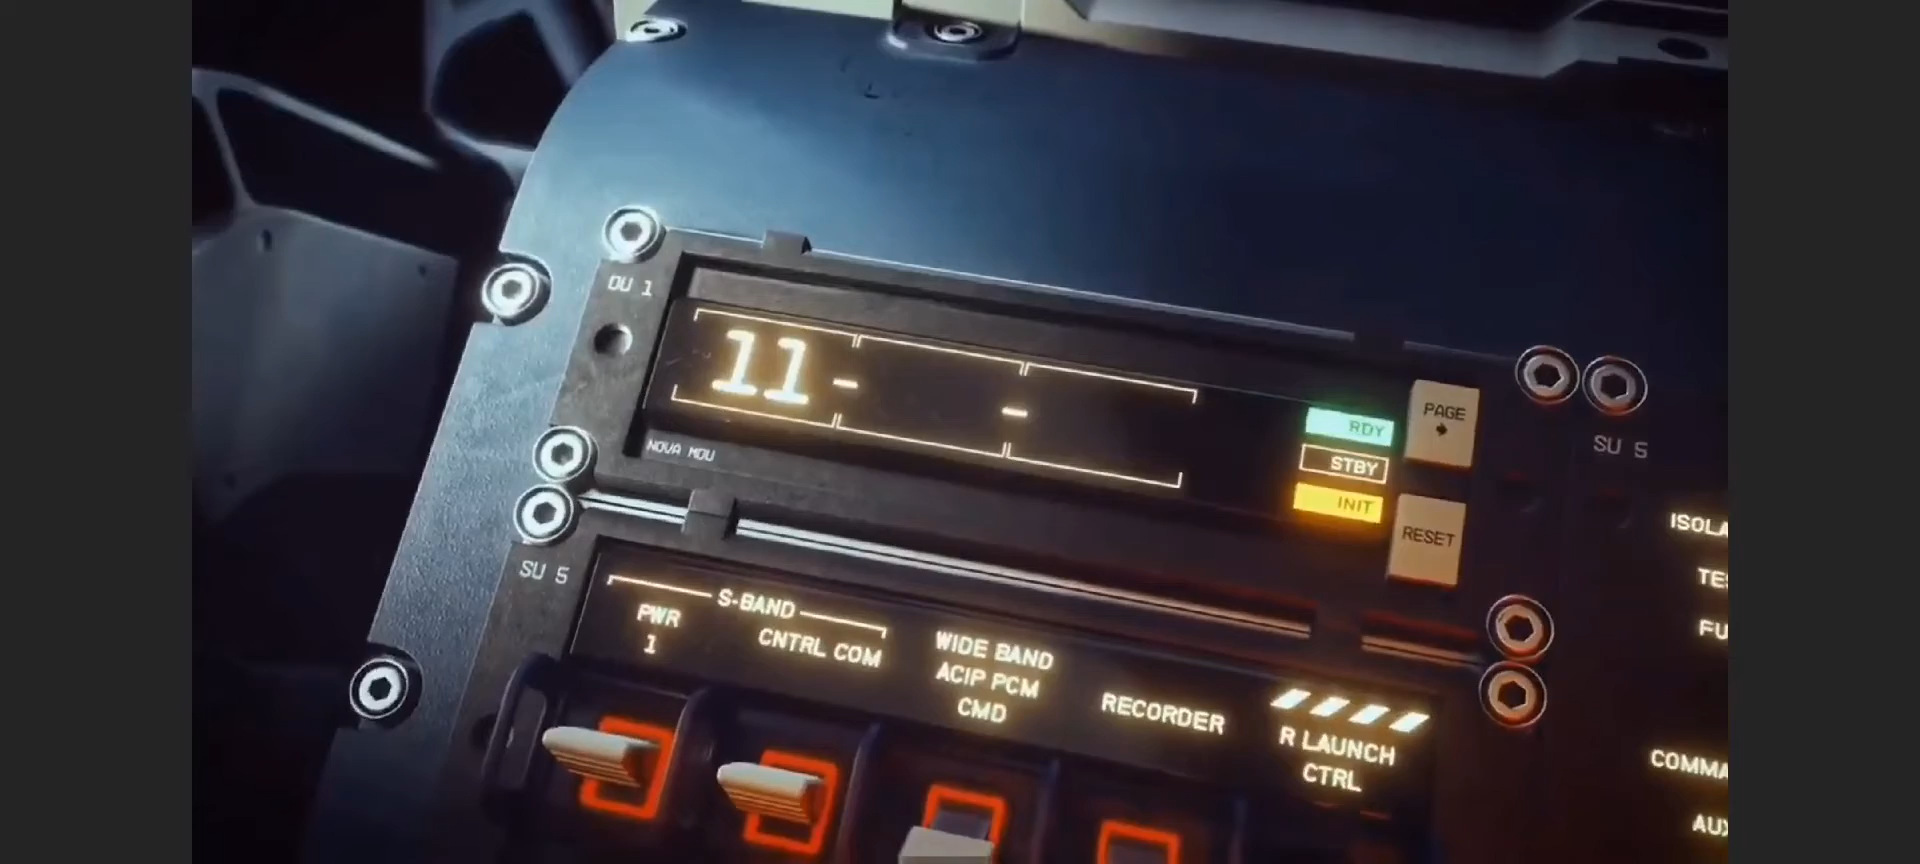 DU 1
11 - -
NOVA MDU
RDY
STBY
INIT
PAGE
RESET
SU 5
SU 5
S-BAND
PWR
1
CNTRL COM
WIDE BAND
ACIP PCM
CMD
RECORDER
R LAUNCH
CTRL